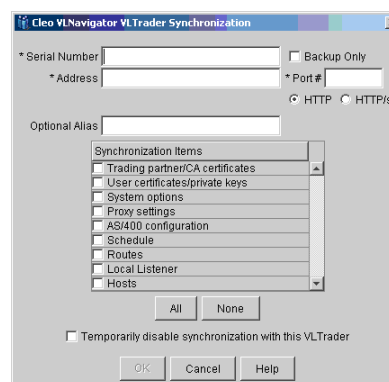 Cleo VLNavigator VLTrader Synchronization
* Serial Number
Backup Only
* Address
* Port #
HTTP
HTTP/s
Optional Alias
Synchronization Items
Trading partner/CA certificates
User certificates/private keys
System options
Proxy settings
AS/400 configuration
Schedule
Routes
Local Listener
Hosts
All
None
Temporarily disable synchronization with this VLTrader
OK
Cancel
Help